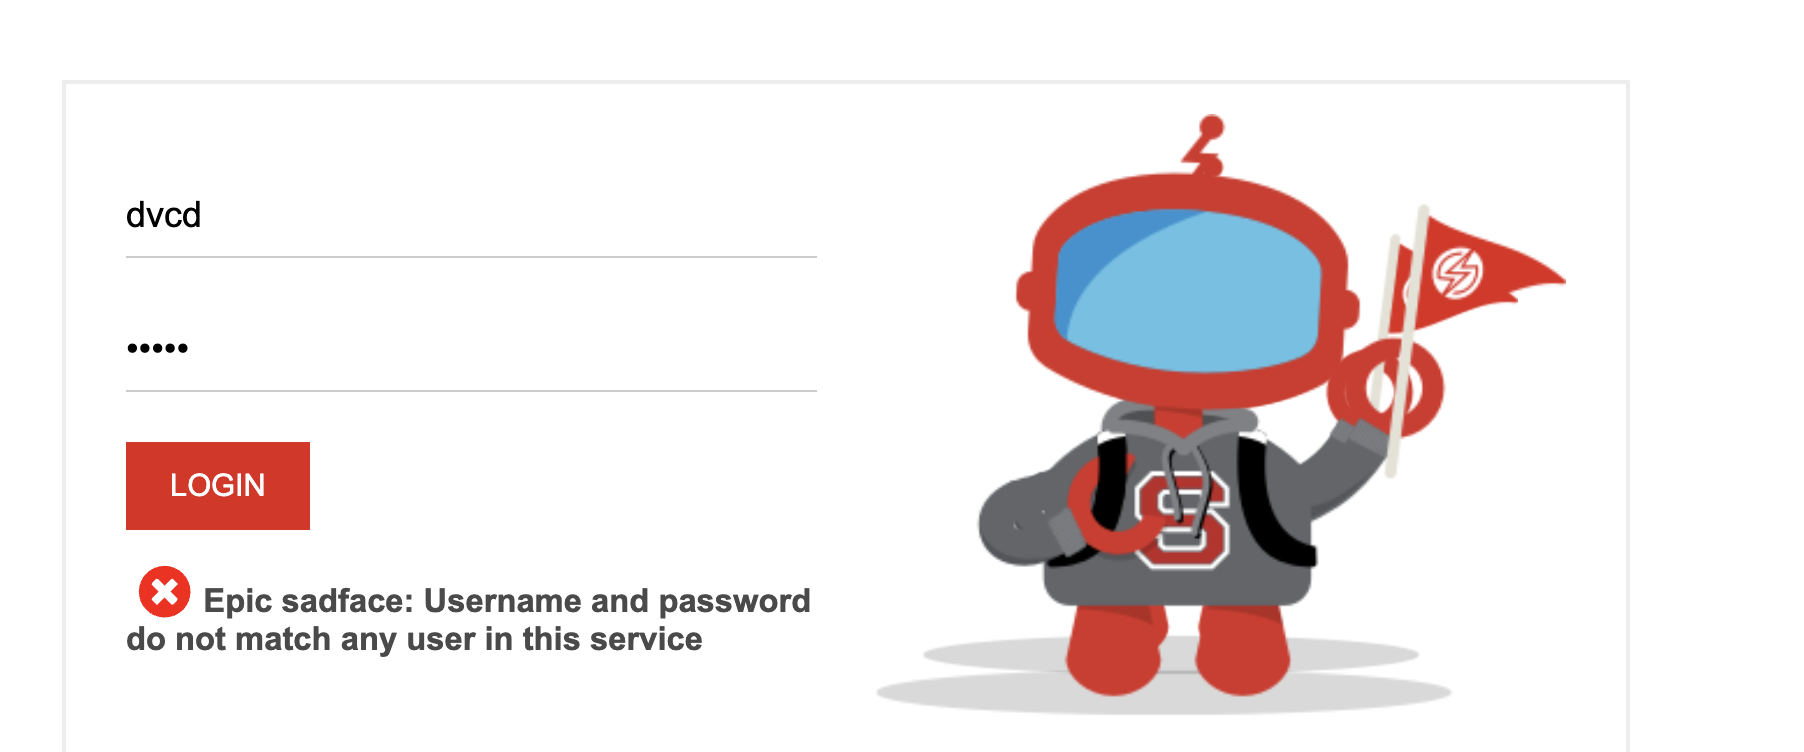 dvcd
•••••
LOGIN
Epic sadface: Username and password
do not match any user in this service
S